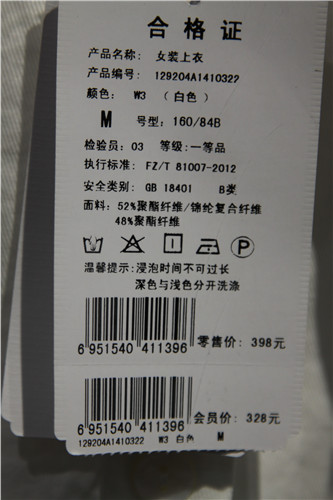 合格证
产品名称: 女装上衣
产品编号: 129204A1410322
颜色: W3 (白色)
M 号型: 160/84B
检验员: 03 等级: 一等品
执行标准: FZ/T 81007-2012
安全类别: GB 18401 B类
面料: 52%聚酯纤维/锦纶复合纤维
48%聚酯纤维
P
温馨提示: 浸泡时间不可过长
深色与浅色分开洗涤
6 951540 411396 零售价: 398元
6 951540 411396 会员价: 328元
129204A1410322 W3 白色 M